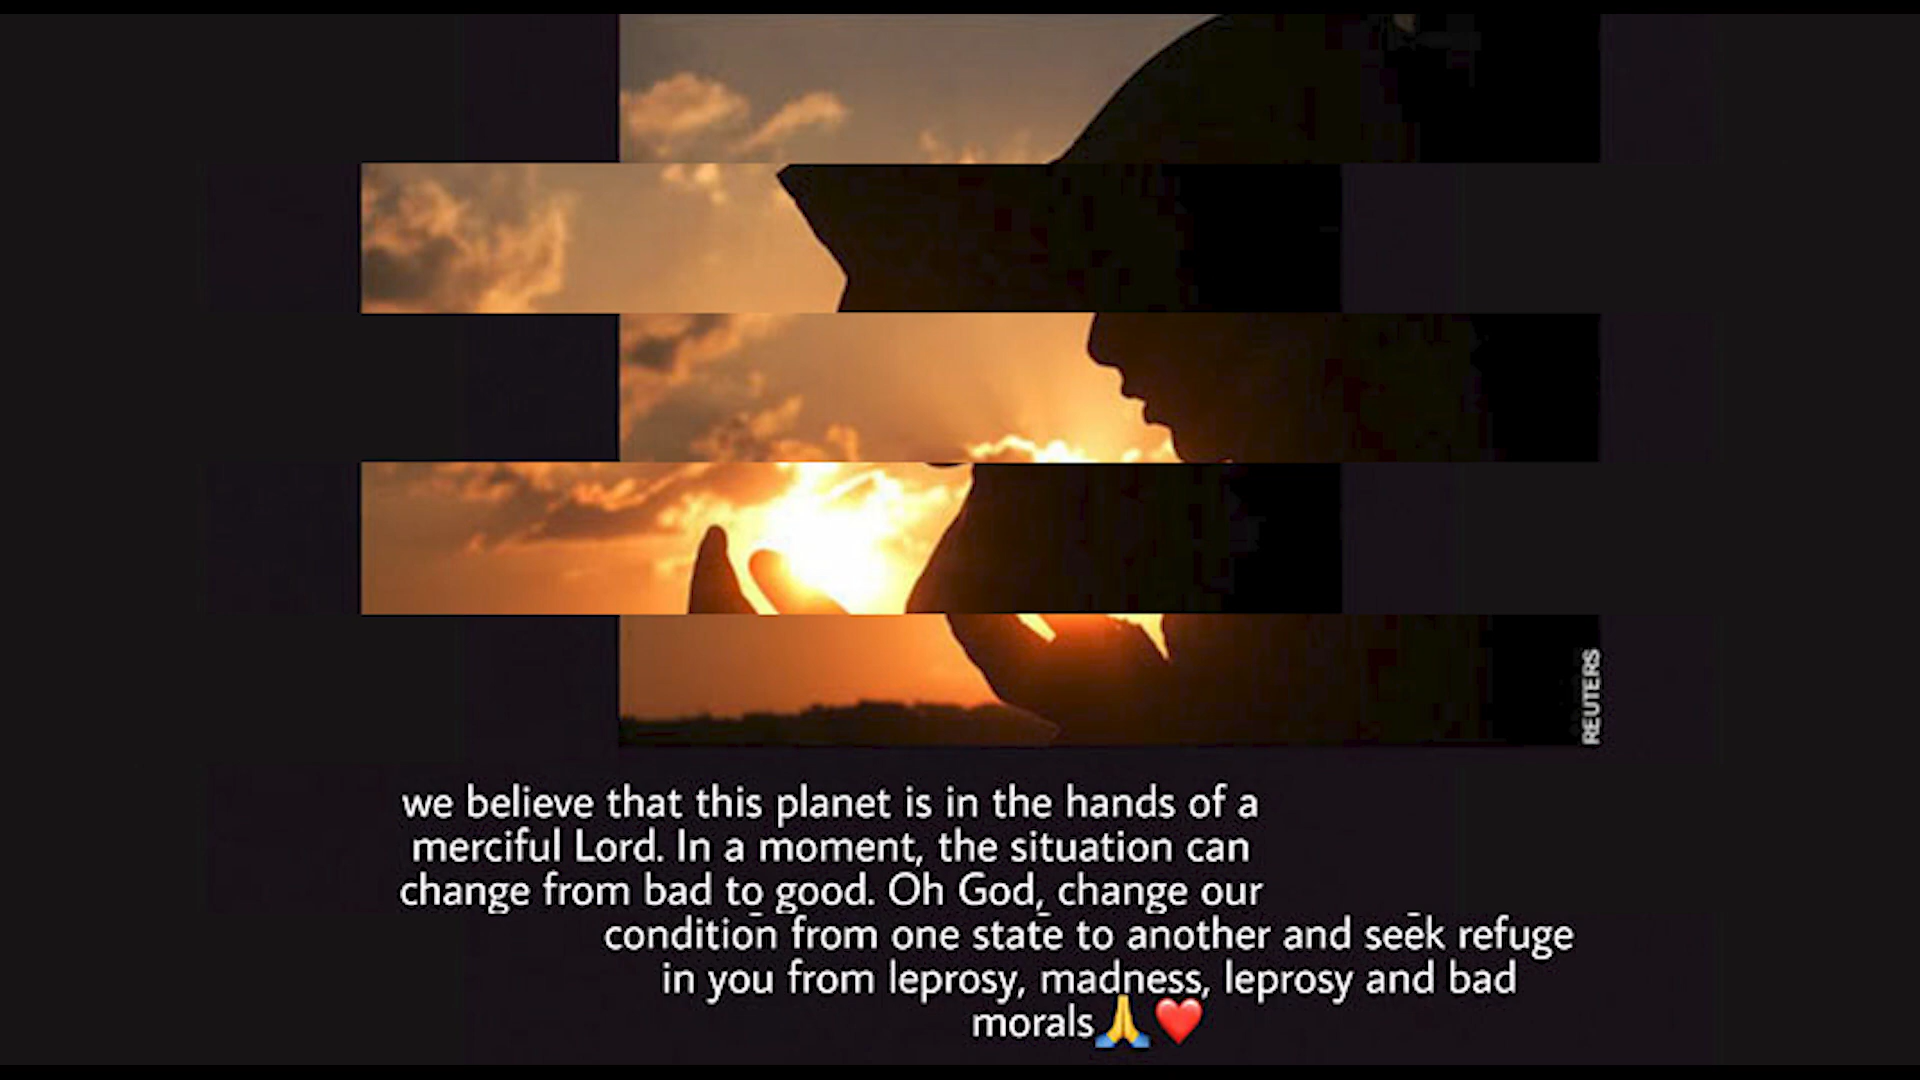 REUTERS
we believe that this planet is in the hands of a
merciful Lord. In a moment, the situation can
change from bad to good. Oh God, change our
condition from one state to another and seek refuge
in you from leprosy, madness, leprosy and bad
morals🙏❤️